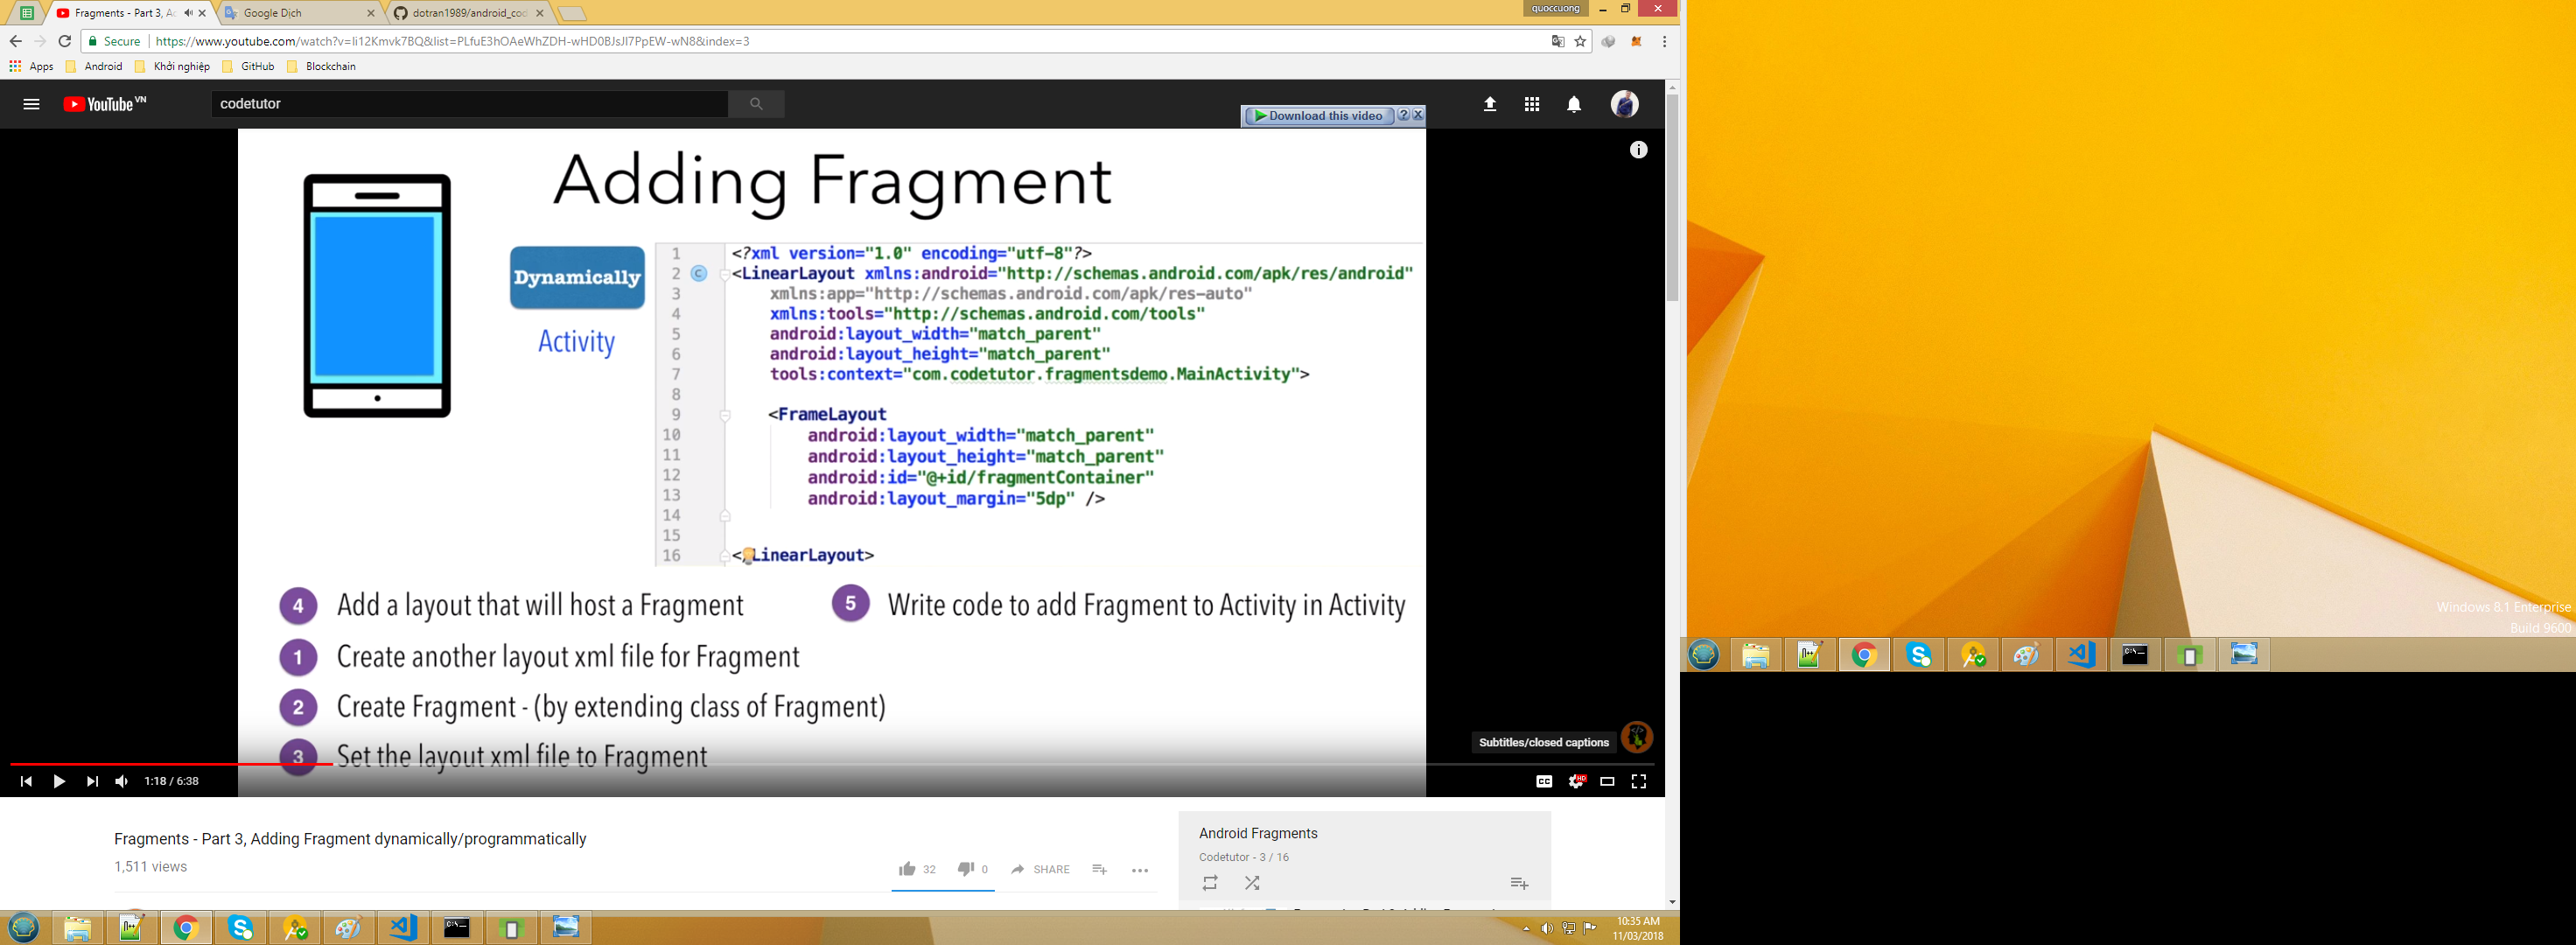 Fragments - Part 3, Ad
Google Dịch
dotran1989/android_cod
quoccuong
Secure
https://www.youtube.com/watch?v=Ii12Kmvk7BQ&list=PLfuE3hOAeWhZDH-wHD0BJsJI7PpEW-wN8&index=3
Apps
Android
Khởi nghiệp
GitHub
Blockchain
YouTube VN
codetutor
Download this video
Adding Fragment
Dynamically
Activity
1 <?xml version="1.0" encoding="utf-8"?>
2 <LinearLayout xmlns:android="http://schemas.android.com/apk/res/android"
3 xmlns:app="http://schemas.android.com/apk/res-auto"
4 xmlns:tools="http://schemas.android.com/tools"
5 android:layout_width="match_parent"
6 android:layout_height="match_parent"
7 tools:context="com.codetutor.fragmentsdemo.MainActivity">
8
9 <FrameLayout
10 android:layout_width="match_parent"
11 android:layout_height="match_parent"
12 android:id="@+id/fragmentContainer"
13 android:layout_margin="5dp" />
14
15
16 </LinearLayout>
4 Add a layout that will host a Fragment
5 Write code to add Fragment to Activity in Activity
1 Create another layout xml file for Fragment
2 Create Fragment - (by extending class of Fragment)
3 Set the layout xml file to Fragment
Subtitles/closed captions
1:18 / 6:38
CC
HD
Fragments - Part 3, Adding Fragment dynamically/programmatically
1,511 views
32
0
SHARE
Android Fragments
Codetutor - 3 / 16
10:35 AM
11/03/2018
Windows 8.1 Enterprise
Build 9600